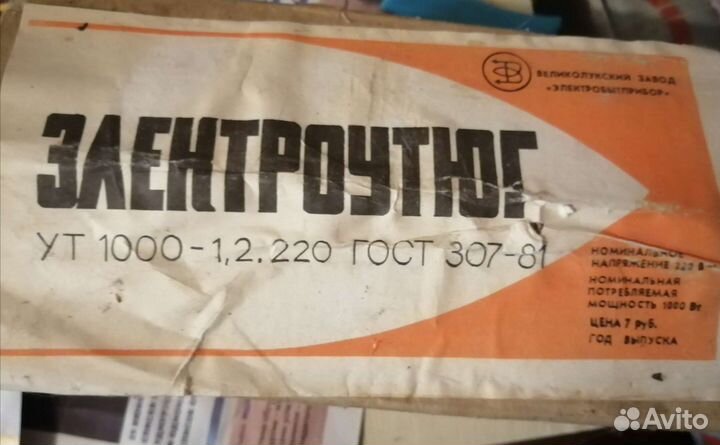 ВЕЛИКОЛУКСКИЙ ЗАВОД
«ЭЛЕКТРОБЫТПРИБОР»
ЭЛЕКТРОУТЮГ
УТ 1000-1,2.220 ГОСТ 307-81
НОМИНАЛЬНОЕ
НАПРЯЖЕНИЕ 220 В
НОМИНАЛЬНАЯ
ПОТРЕБЛЯЕМАЯ
МОЩНОСТЬ 1000 Вт
ЦЕНА 7 руб.
ГОД ВЫПУСКА
Avito